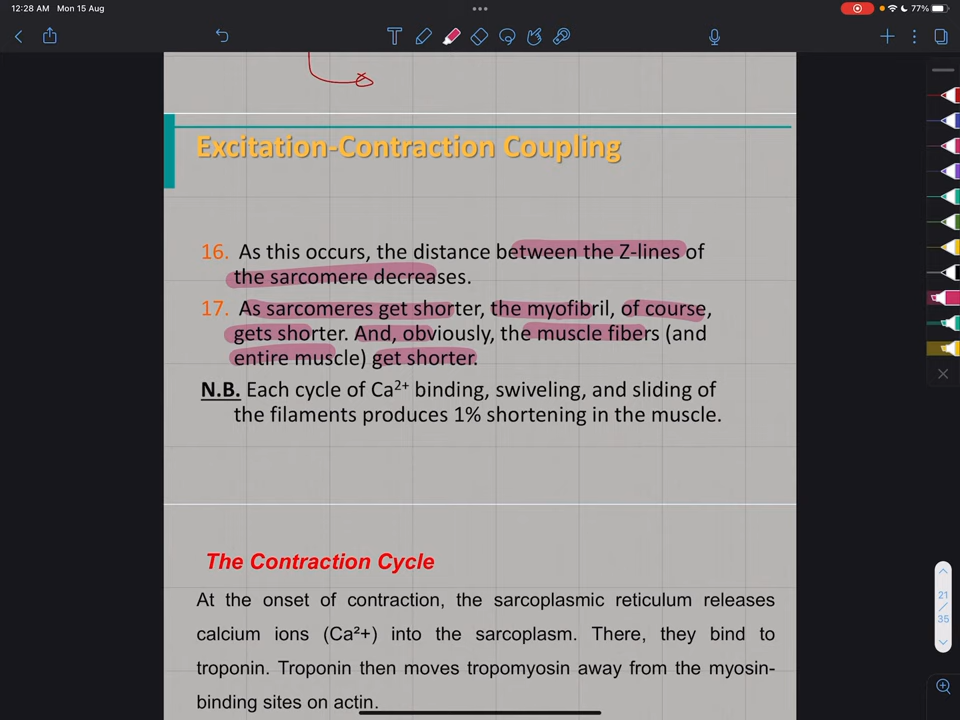 12:28 AM Mon 15 Aug
77%
Excitation-Contraction Coupling
16. As this occurs, the distance between the Z-lines of
the sarcomere decreases.
17. As sarcomeres get shorter, the myofibril, of course,
gets shorter. And, obviously, the muscle fibers (and
entire muscle) get shorter.
N.B. Each cycle of Ca²⁺ binding, swiveling, and sliding of
the filaments produces 1% shortening in the muscle.
The Contraction Cycle
At the onset of contraction, the sarcoplasmic reticulum releases
calcium ions (Ca²+) into the sarcoplasm. There, they bind to
troponin. Troponin then moves tropomyosin away from the myosin-
binding sites on actin.
21
/
35